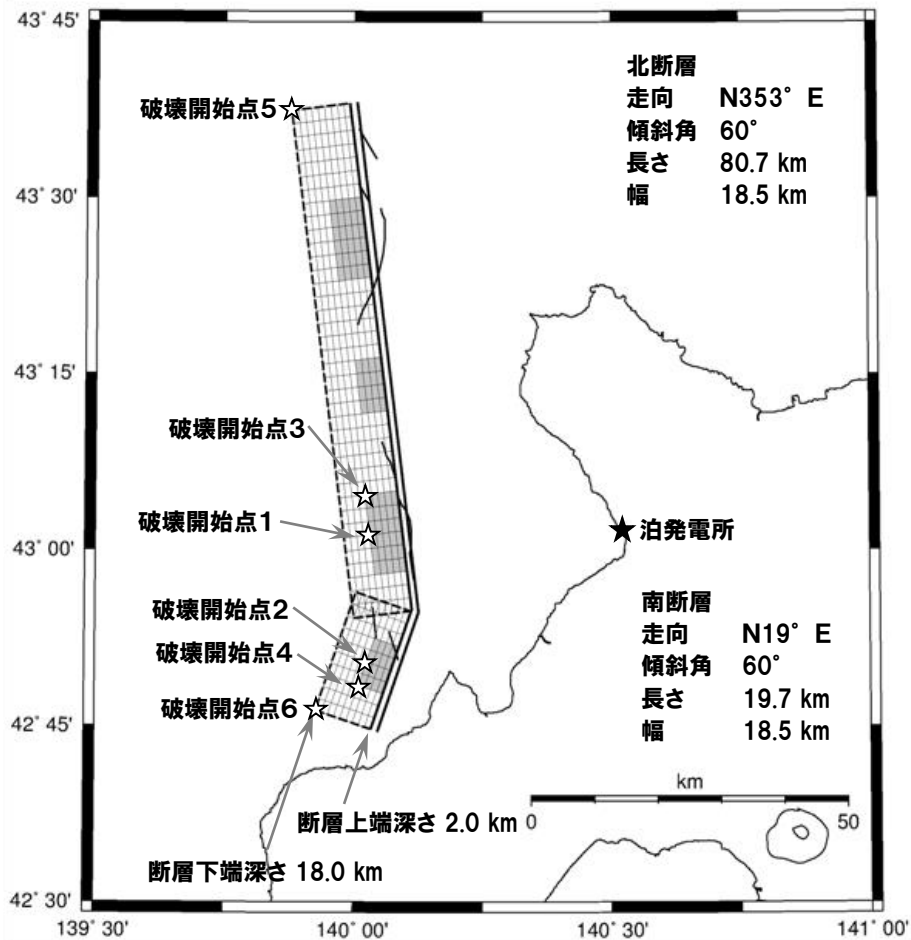 43° 45'
北断層
走向 N353° E
傾斜角 60°
長さ 80.7 km
幅 18.5 km
破壊開始点5
43° 30'
43° 15'
破壊開始点3
破壊開始点1
43° 00'
泊発電所
破壊開始点2
南断層
走向 N19° E
傾斜角 60°
長さ 19.7 km
幅 18.5 km
破壊開始点4
破壊開始点6
42° 45'
km
0 50
断層上端深さ 2.0 km
断層下端深さ 18.0 km
42° 30'
139° 30' 140° 00' 140° 30' 141° 00'